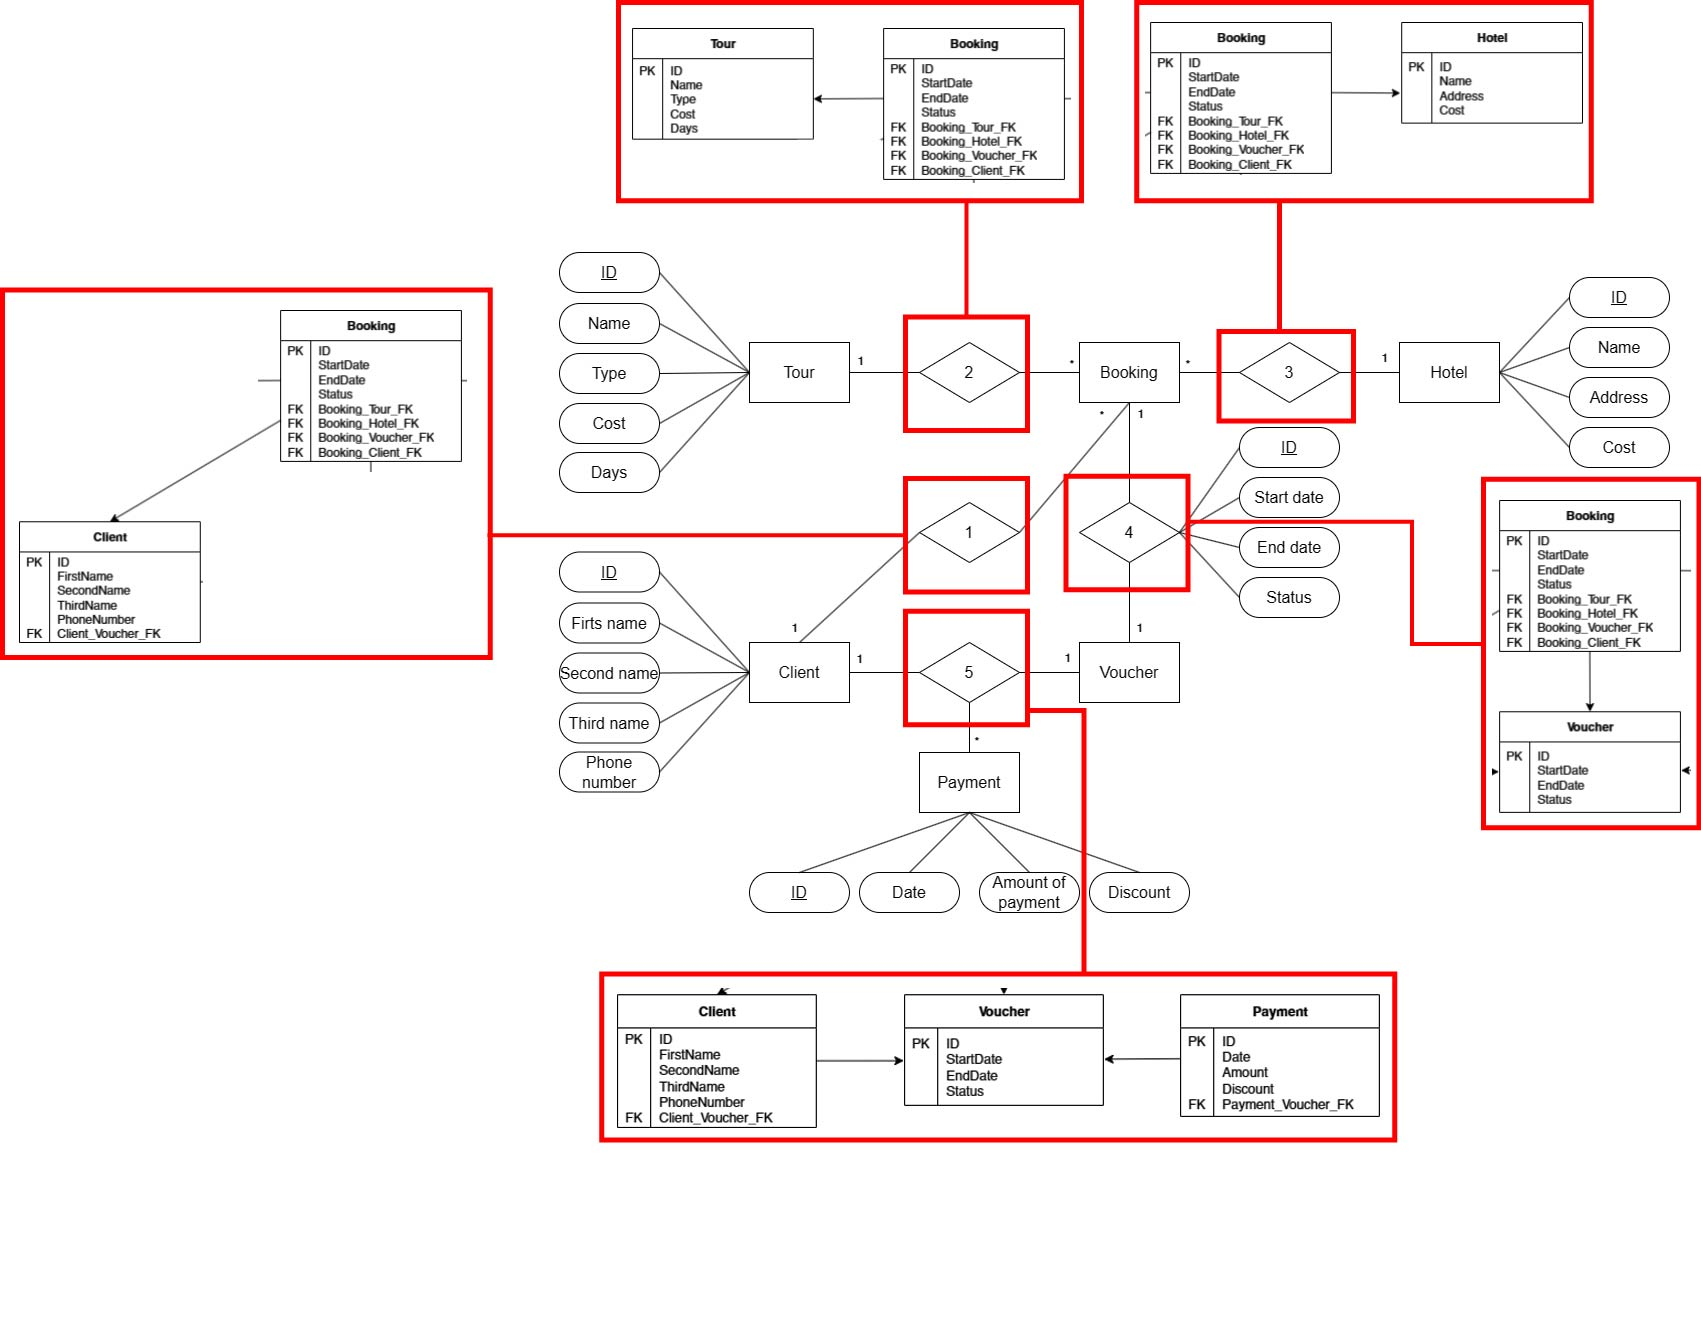 Tour
PK ID
Name
Type
Cost
Days
Booking
PK ID
StartDate
EndDate
Status
FK Booking_Tour_FK
FK Booking_Hotel_FK
FK Booking_Voucher_FK
FK Booking_Client_FK
Booking
PK ID
StartDate
EndDate
Status
FK Booking_Tour_FK
FK Booking_Hotel_FK
FK Booking_Voucher_FK
FK Booking_Client_FK
Hotel
PK ID
Name
Address
Cost
Booking
PK ID
StartDate
EndDate
Status
FK Booking_Tour_FK
FK Booking_Hotel_FK
FK Booking_Voucher_FK
FK Booking_Client_FK
Client
PK ID
FirstName
SecondName
ThirdName
PhoneNumber
FK Client_Voucher_FK
ID
Name
Type
Cost
Days
Tour
1
2
*
Booking
*
3
1
Hotel
ID
Name
Address
Cost
*
1
1
4
ID
Start date
End date
Status
ID
Firts name
Second name
Third name
Phone
number
1
Client
1
5
1
1
Voucher
*
Payment
ID
Date
Amount of
payment
Discount
Booking
PK ID
StartDate
EndDate
Status
FK Booking_Tour_FK
FK Booking_Hotel_FK
FK Booking_Voucher_FK
FK Booking_Client_FK
Voucher
PK ID
StartDate
EndDate
Status
Client
PK ID
FirstName
SecondName
ThirdName
PhoneNumber
FK Client_Voucher_FK
Voucher
PK ID
StartDate
EndDate
Status
Payment
PK ID
Date
Amount
Discount
FK Payment_Voucher_FK